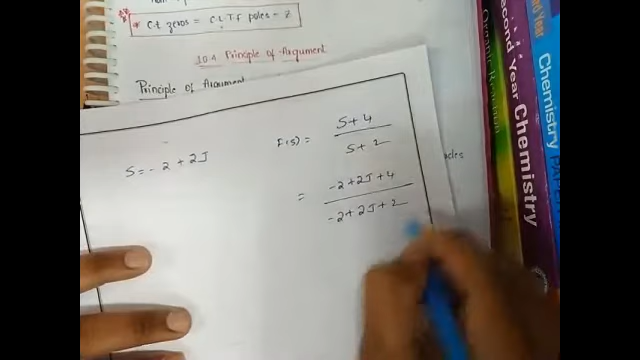 * C.L zeros = C.L.T.F poles - Z
10.4 Principle of Argument
Principle of Argument
S = -2 + 2J
F(S) = S+4
S+2
= -2+2J+4
-2+2J+2
Second Year Chemistry
Chemistry